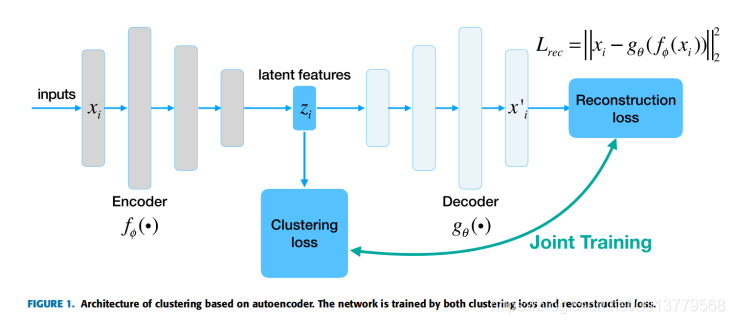 L_rec = ||x_i − g_θ(f_ϕ(x_i))||₂²
inputs
latent features
x_i
z_i
x'_i
Reconstruction
loss
Encoder
f_ϕ(•)
Decoder
g_θ(•)
Clustering
loss
Joint Training
FIGURE 1. Architecture of clustering based on autoencoder. The network is trained by both clustering loss and reconstruction loss.